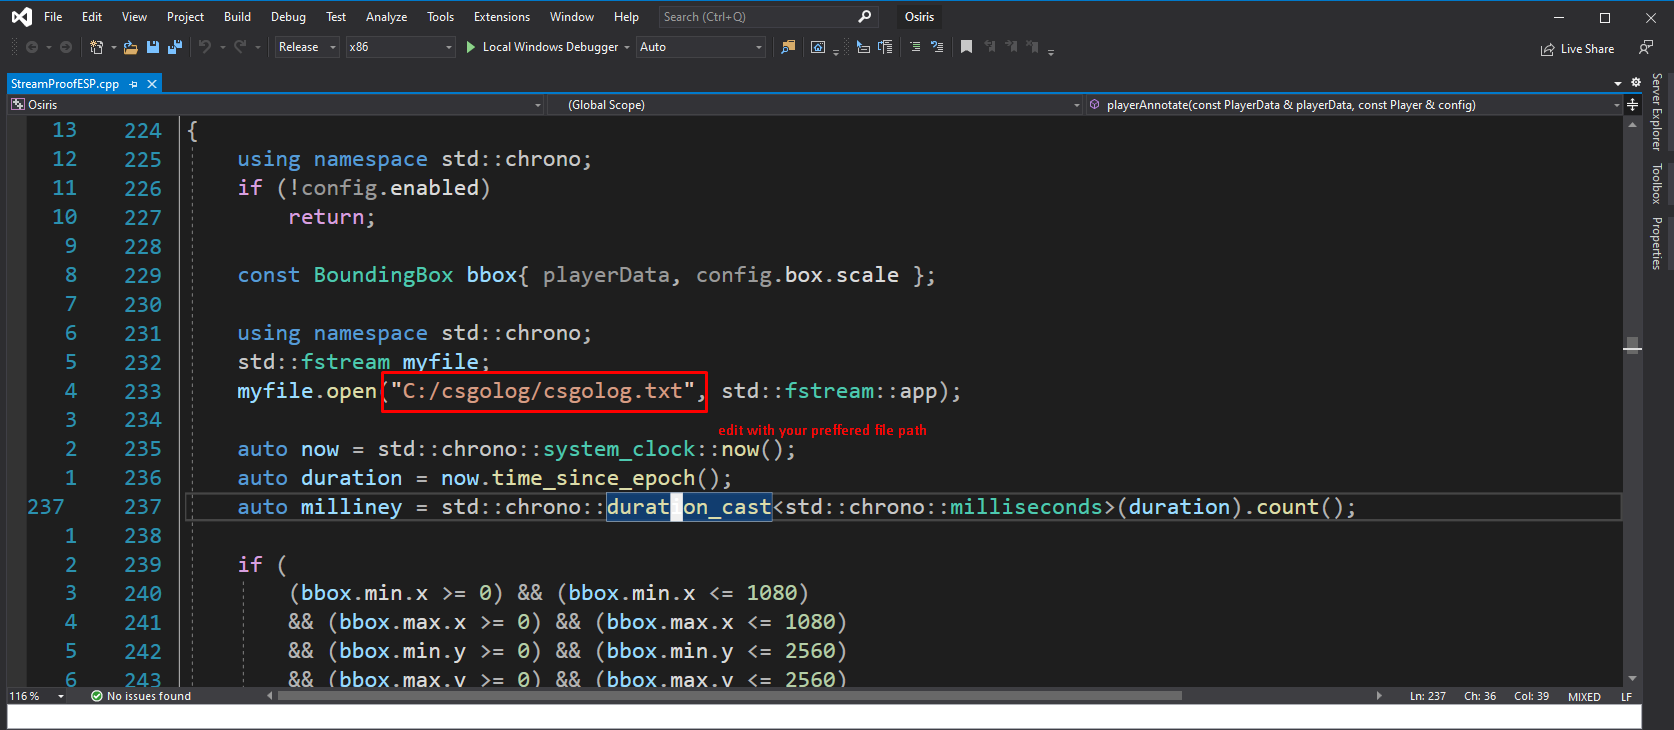 File Edit View Project Build Debug Test Analyze Tools Extensions Window Help Search (Ctrl+Q) Osiris
Release x86 Local Windows Debugger Auto Live Share
StreamProofESP.cpp
Osiris (Global Scope) playerAnnotate(const PlayerData & playerData, const Player & config)
13 224 {
12 225 using namespace std::chrono;
11 226 if (!config.enabled)
10 227 return;
9 228
8 229 const BoundingBox bbox{ playerData, config.box.scale };
7 230
6 231 using namespace std::chrono;
5 232 std::fstream myfile;
4 233 myfile.open("C:/csgolog/csgolog.txt", std::fstream::app);
3 234
edit with your preffered file path
2 235 auto now = std::chrono::system_clock::now();
1 236 auto duration = now.time_since_epoch();
237 237 auto milliney = std::chrono::duration_cast<std::chrono::milliseconds>(duration).count();
1 238
2 239 if (
3 240 (bbox.min.x >= 0) && (bbox.min.x <= 1080)
4 241 && (bbox.max.x >= 0) && (bbox.max.x <= 1080)
5 242 && (bbox.min.y >= 0) && (bbox.min.y <= 2560)
6 243 && (bbox.max.y >= 0) && (bbox.max.y <= 2560)
116 % No issues found Ln: 237 Ch: 36 Col: 39 MIXED LF
Server Explorer
Toolbox
Properties